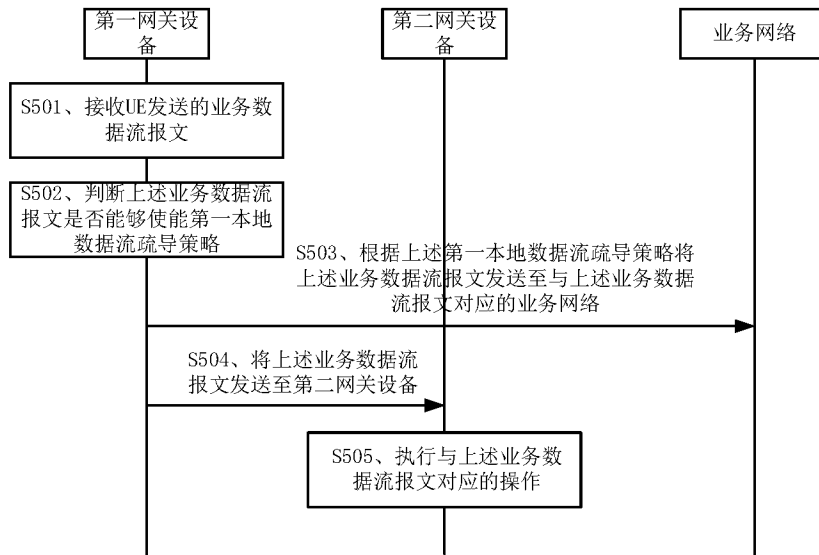 第一网关设
备
第二网关设
备
业务网络
S501、接收UE发送的业务数
据流报文
S502、判断上述业务数据流
报文是否能够使能第一本地
数据流疏导策略
S503、根据上述第一本地数据流疏导策略将
上述业务数据流报文发送至与上述业务数据
流报文对应的业务网络
S504、将上述业务数据流
报文发送至第二网关设备
S505、执行与上述业务数
据流报文对应的操作